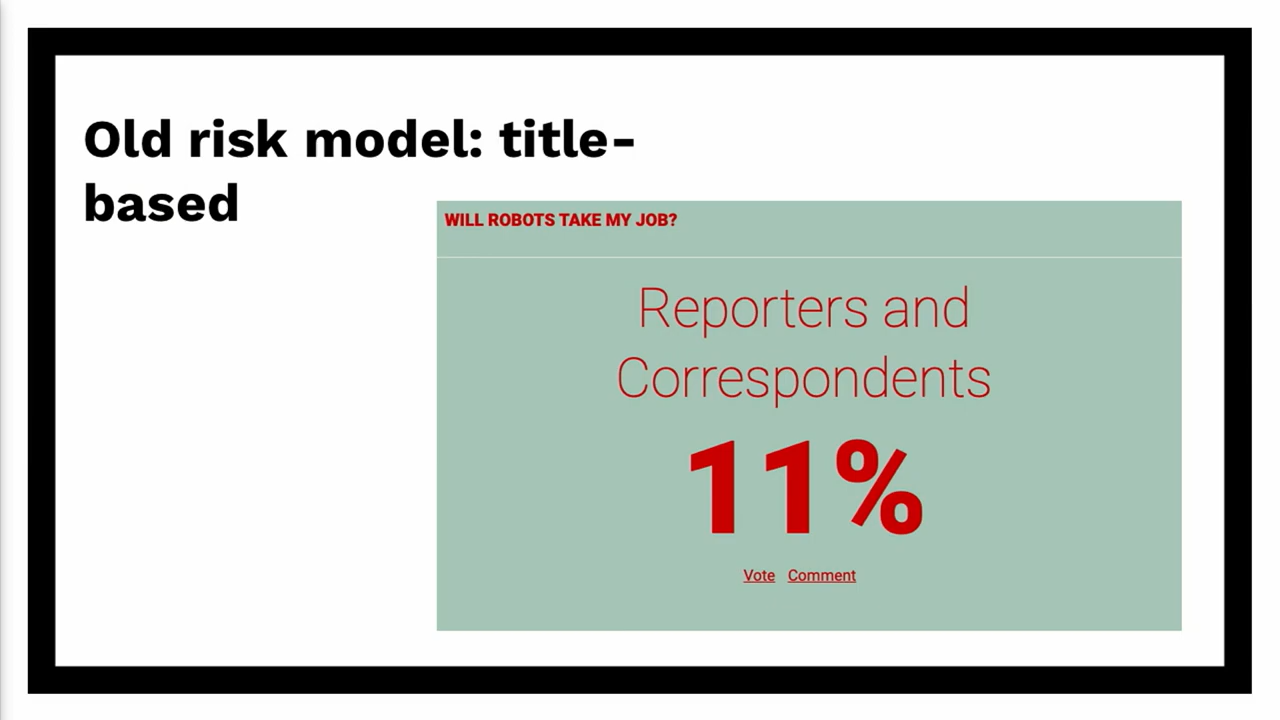 Old risk model: title-
based
WILL ROBOTS TAKE MY JOB?
Reporters and
Correspondents
11%
Vote Comment